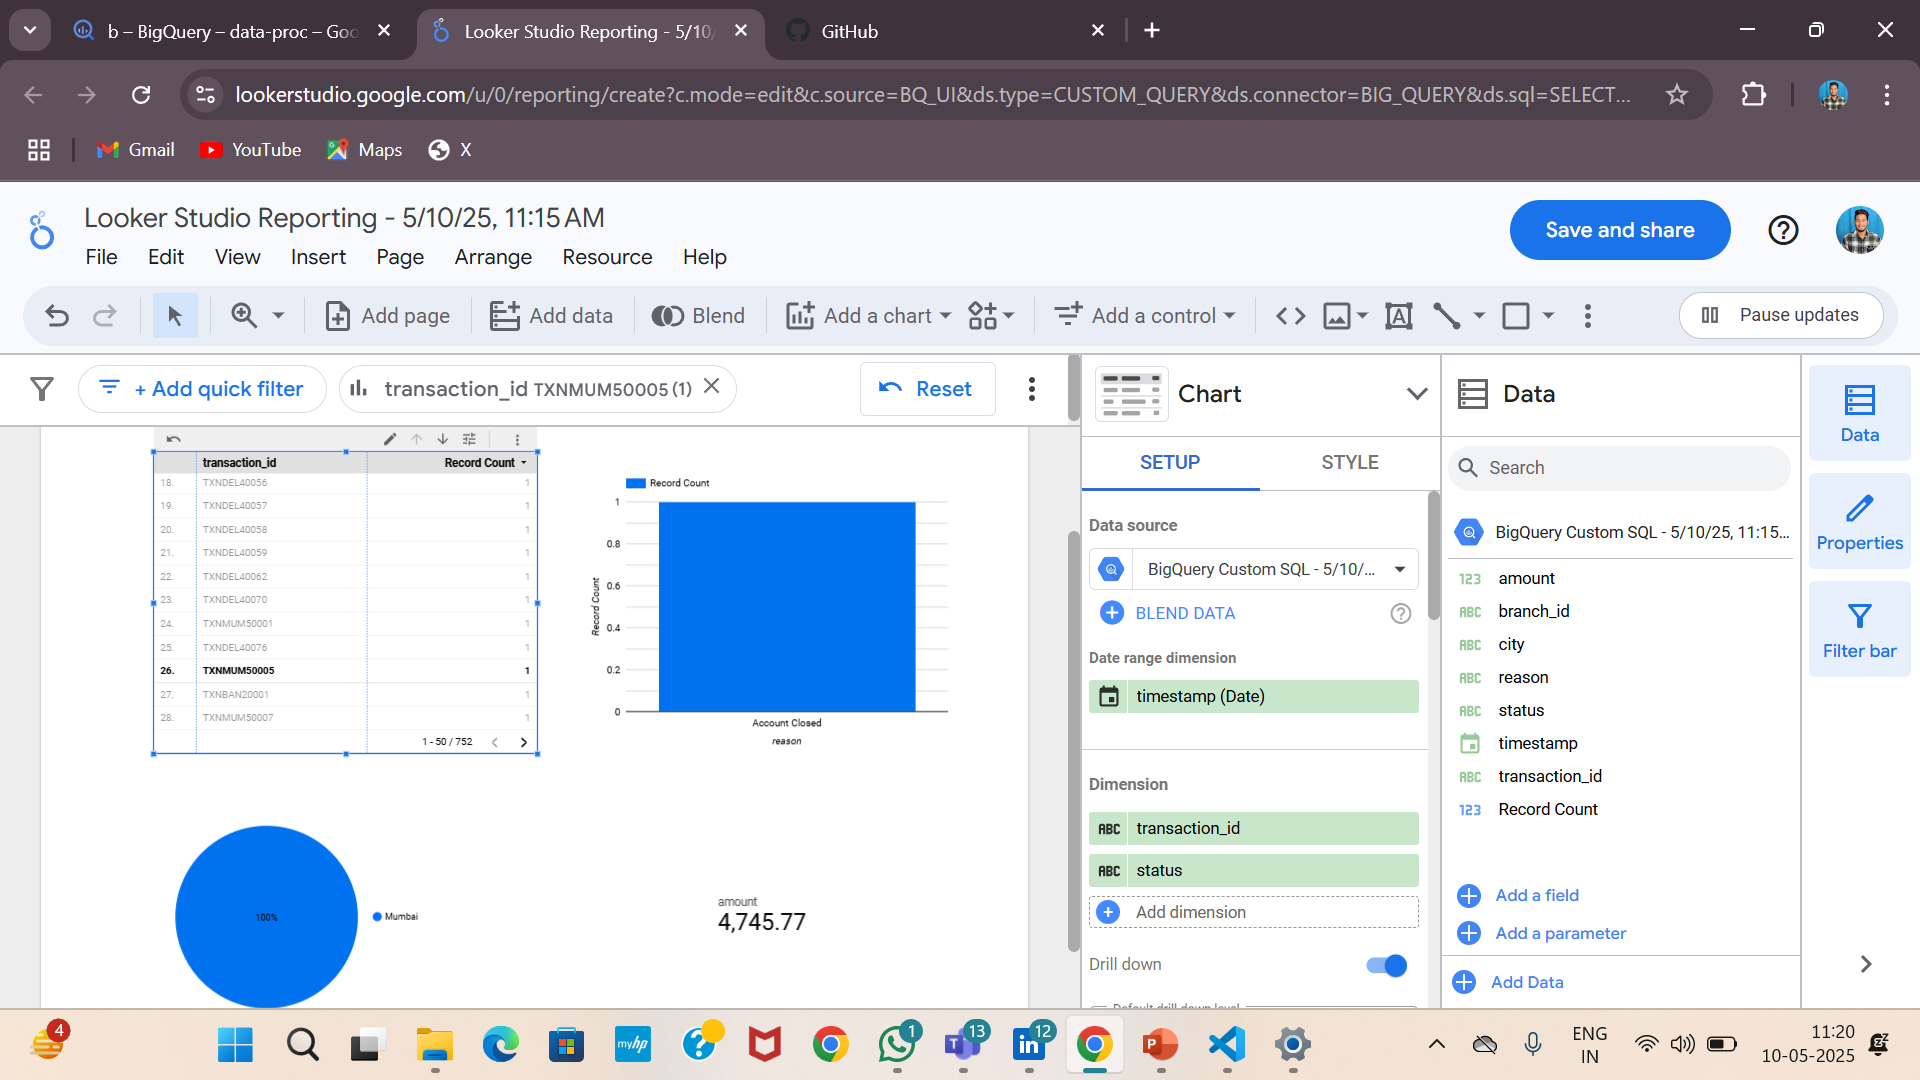 b – BigQuery – data-proc – Goo
Looker Studio Reporting - 5/10/
GitHub
lookerstudio.google.com/u/0/reporting/create?c.mode=edit&c.source=BQ_UI&ds.type=CUSTOM_QUERY&ds.connector=BIG_QUERY&ds.sql=SELECT...
Gmail
YouTube
Maps
X
Looker Studio Reporting - 5/10/25, 11:15 AM
File Edit View Insert Page Arrange Resource Help
Save and share
Add page
Add data
Blend
Add a chart
Add a control
Pause updates
+ Add quick filter
transaction_id TXNMUM50005 (1)
Reset
transaction_id Record Count
18. TXNDEL40056 1
19. TXNDEL40057 1
20. TXNDEL40058 1
21. TXNDEL40059 1
22. TXNDEL40062 1
23. TXNDEL40070 1
24. TXNMUM50001 1
25. TXNDEL40076 1
26. TXNMUM50005 1
27. TXNBAN20001 1
28. TXNMUM50007 1
1 - 50 / 752
Record Count
1
0.8
0.6
0.4
0.2
0
Record Count
Account Closed
reason
100%
Mumbai
amount
4,745.77
Chart
SETUP STYLE
Data source
BigQuery Custom SQL - 5/10/...
BLEND DATA
Date range dimension
timestamp (Date)
Dimension
ABC transaction_id
ABC status
Add dimension
Drill down
Default drill down level
Data
Search
BigQuery Custom SQL - 5/10/25, 11:15...
123 amount
ABC branch_id
ABC city
ABC reason
ABC status
timestamp
ABC transaction_id
123 Record Count
Add a field
Add a parameter
Add Data
Data
Properties
Filter bar
4
myhp
1
13
12
ENG
IN
11:20
10-05-2025